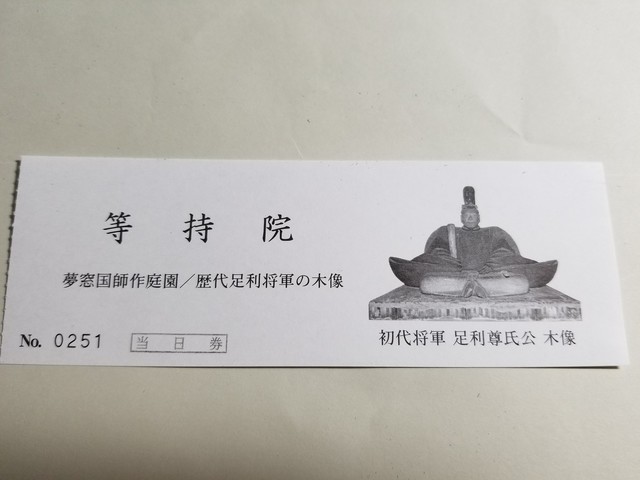 等持院
夢窓国師作庭園／歴代足利将軍の木像
No. 0251 当日券
初代将軍 足利尊氏公 木像